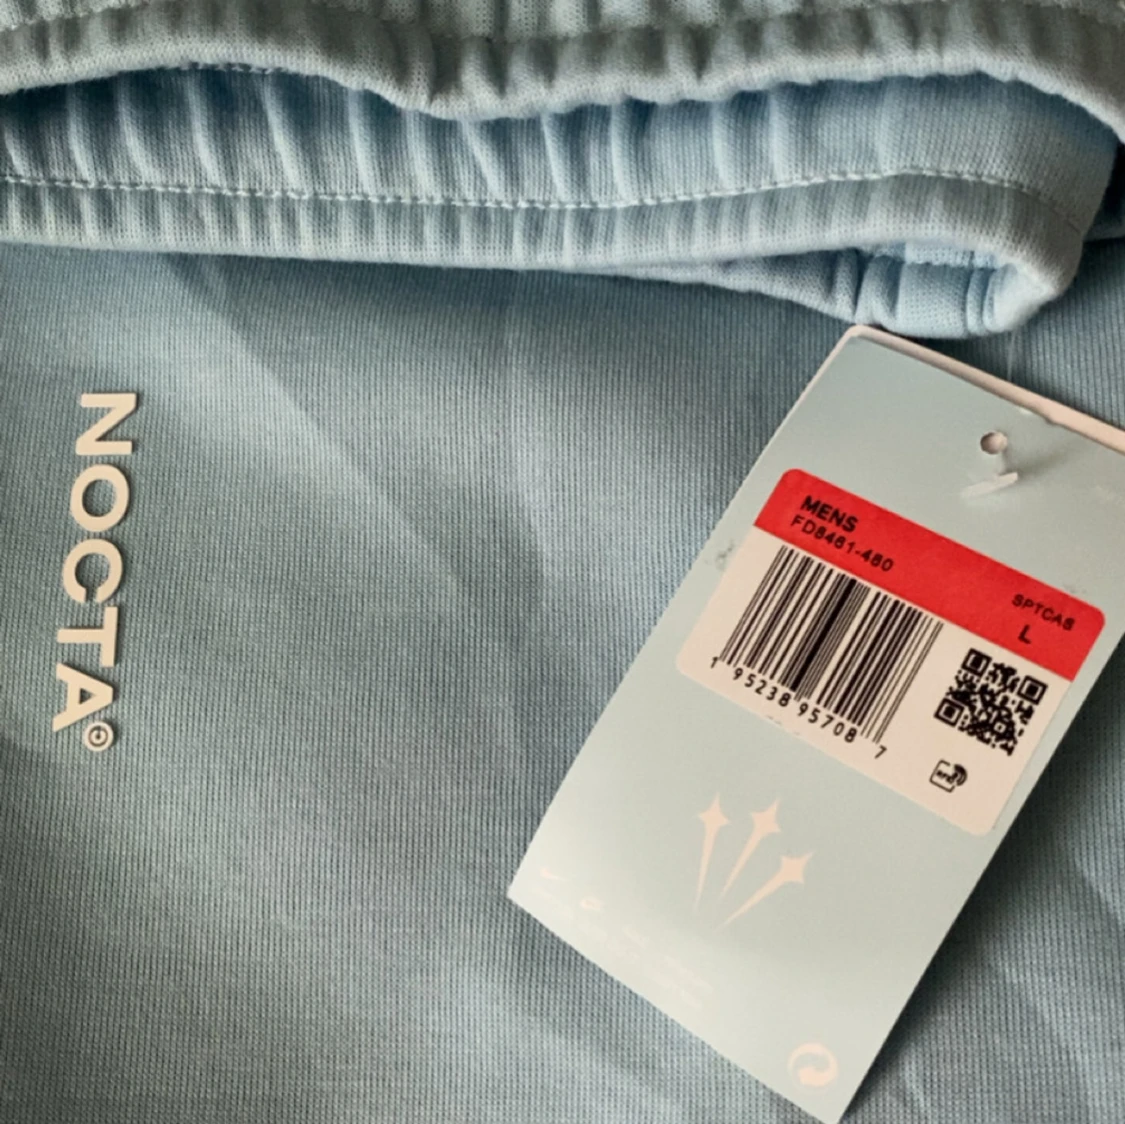 NOCTA©
MENS
FD8461-480
SPTCAS
L
1 95238 95708 7